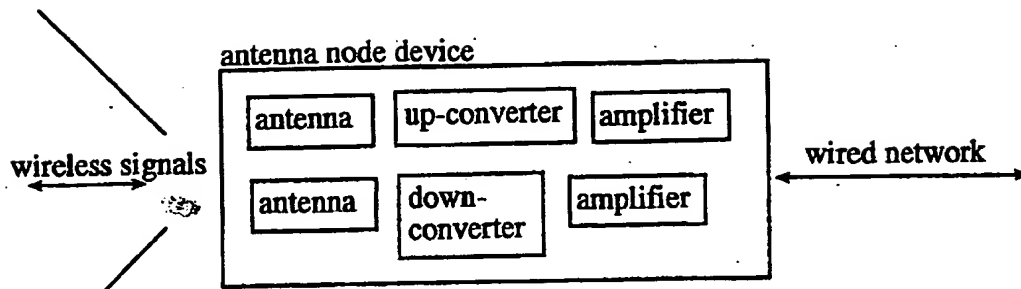 antenna node device
antenna up-converter amplifier
wireless signals
wired network
antenna down-
converter amplifier